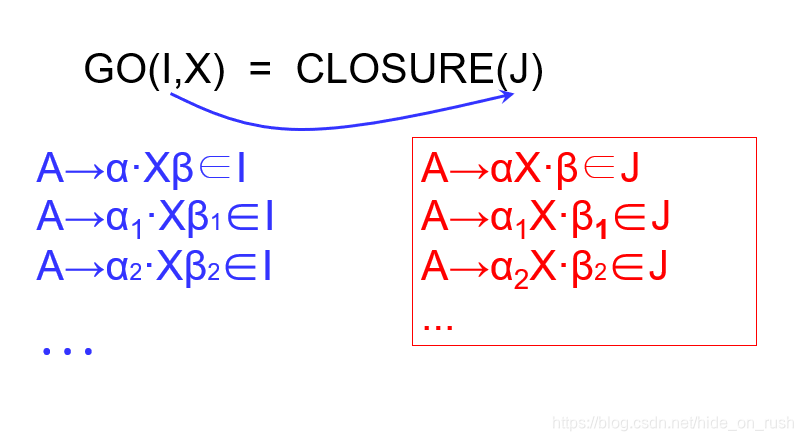 GO(I,X) = CLOSURE(J)
A→α·Xβ∈I
A→α₁·Xβ₁∈I
A→α₂·Xβ₂∈I
...
A→αX·β∈J
A→α₁X·β₁∈J
A→α₂X·β₂∈J
...
https://blog.csdn.net/hide_on_rush